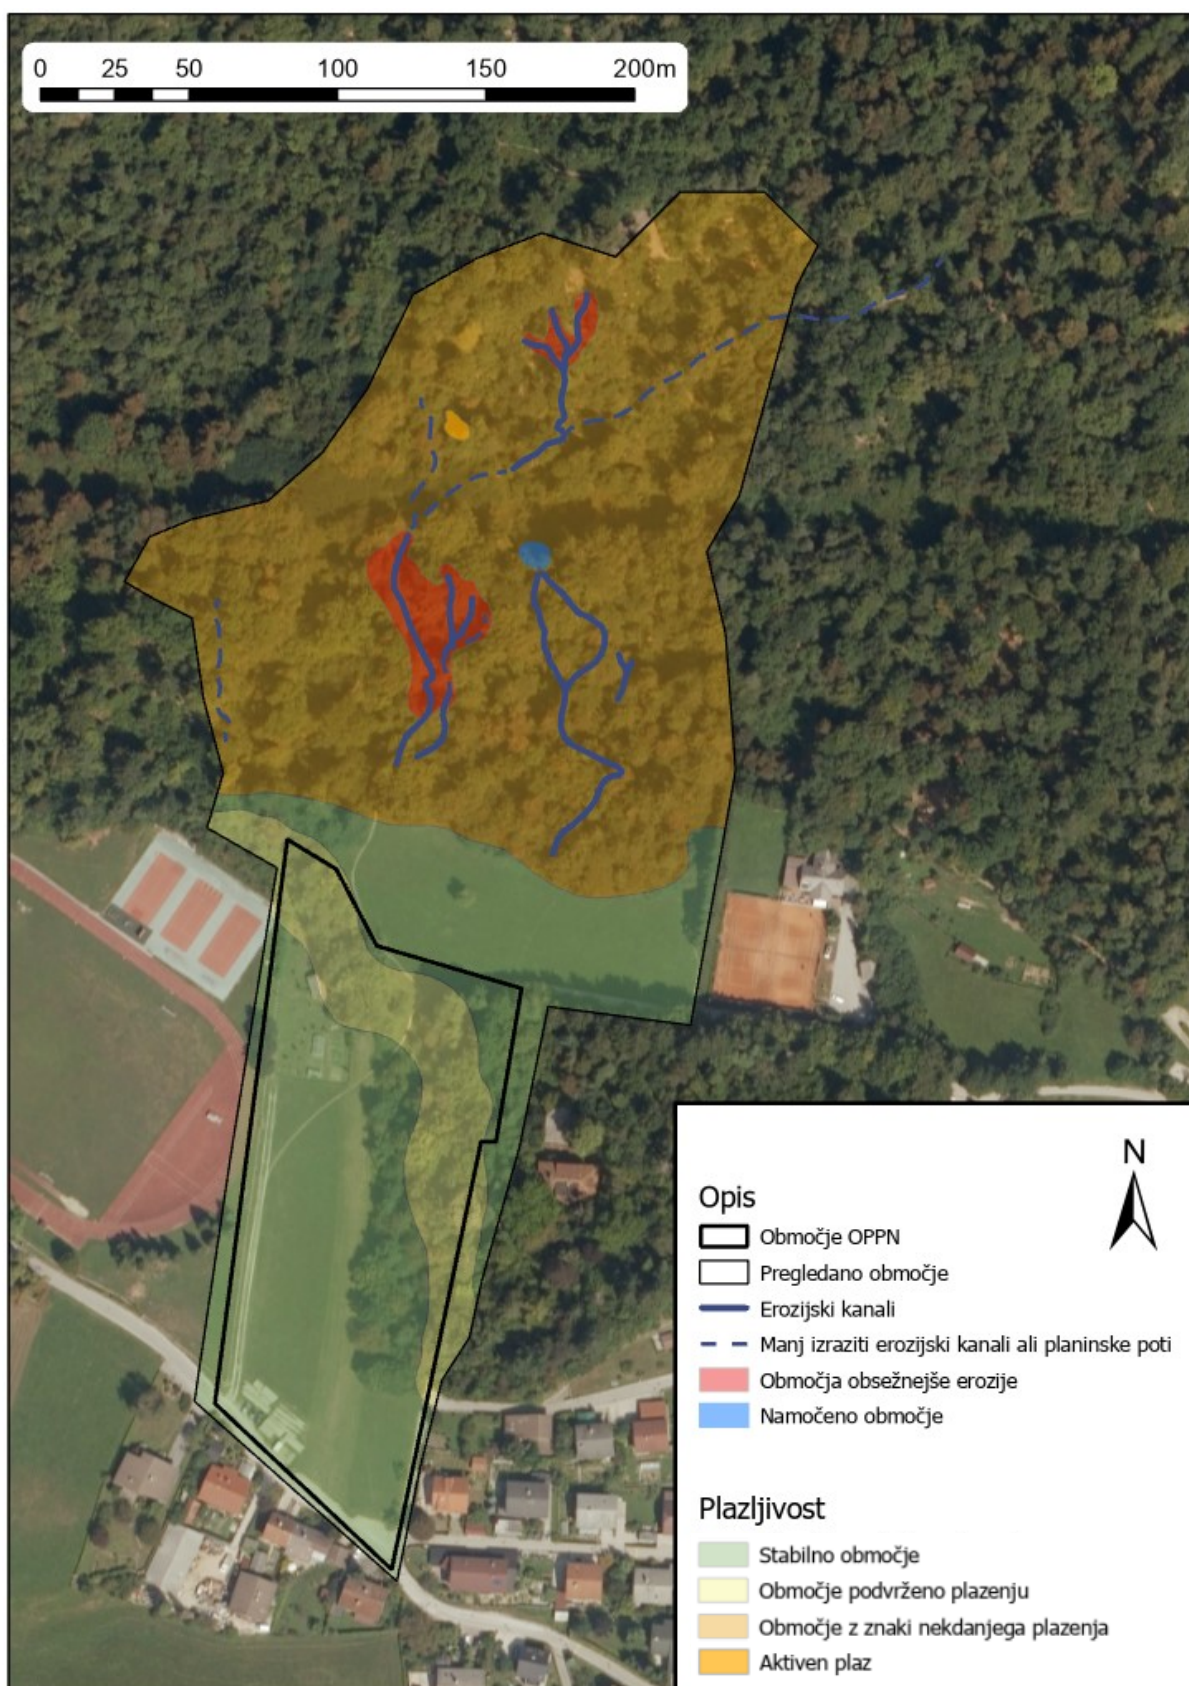 0 25 50 100 150 200m
N
Opis
Območje OPPN
Pregledano območje
Erozijski kanali
Manj izraziti erozijski kanali ali planinske poti
Območja obsežnejše erozije
Namočeno območje
Plazljivost
Stabilno območje
Območje podvrženo plazenju
Območje z znaki nekdanjega plazenja
Aktiven plaz